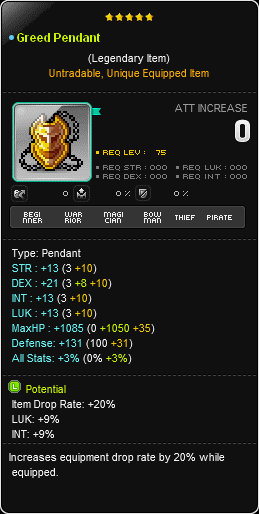 Greed Pendant
(Legendary Item)
Untradable, Unique Equipped Item
ATT INCREASE
0
REQ LEV : 75
REQ STR : 000 REQ LUK : 000
REQ DEX : 000 REQ INT : 000
0 0 % 0 %
BEGINNER WARRIOR MAGICIAN BOWMAN THIEF PIRATE
Type: Pendant
STR : +13 (3 +10)
DEX : +21 (3 +8 +10)
INT : +13 (3 +10)
LUK : +13 (3 +10)
MaxHP : +1085 (0 +1050 +35)
Defense: +131 (100 +31)
All Stats: +3% (0% +3%)
L Potential
Item Drop Rate: +20%
LUK: +9%
INT: +9%
Increases equipment drop rate by 20% while
equipped.